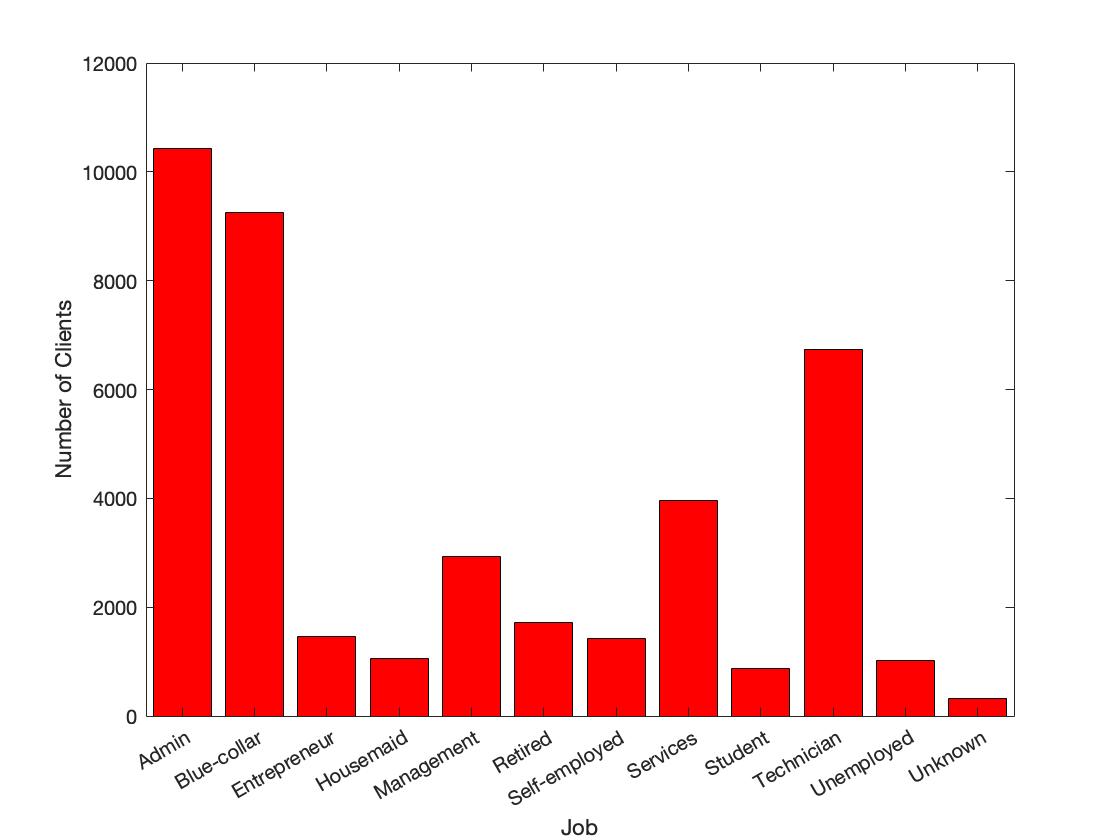 12000
10000
8000
6000
4000
2000
0
Number of Clients
Admin
Blue-collar
Entrepreneur
Housemaid
Management
Retired
Self-employed
Services
Student
Technician
Unemployed
Unknown
Job